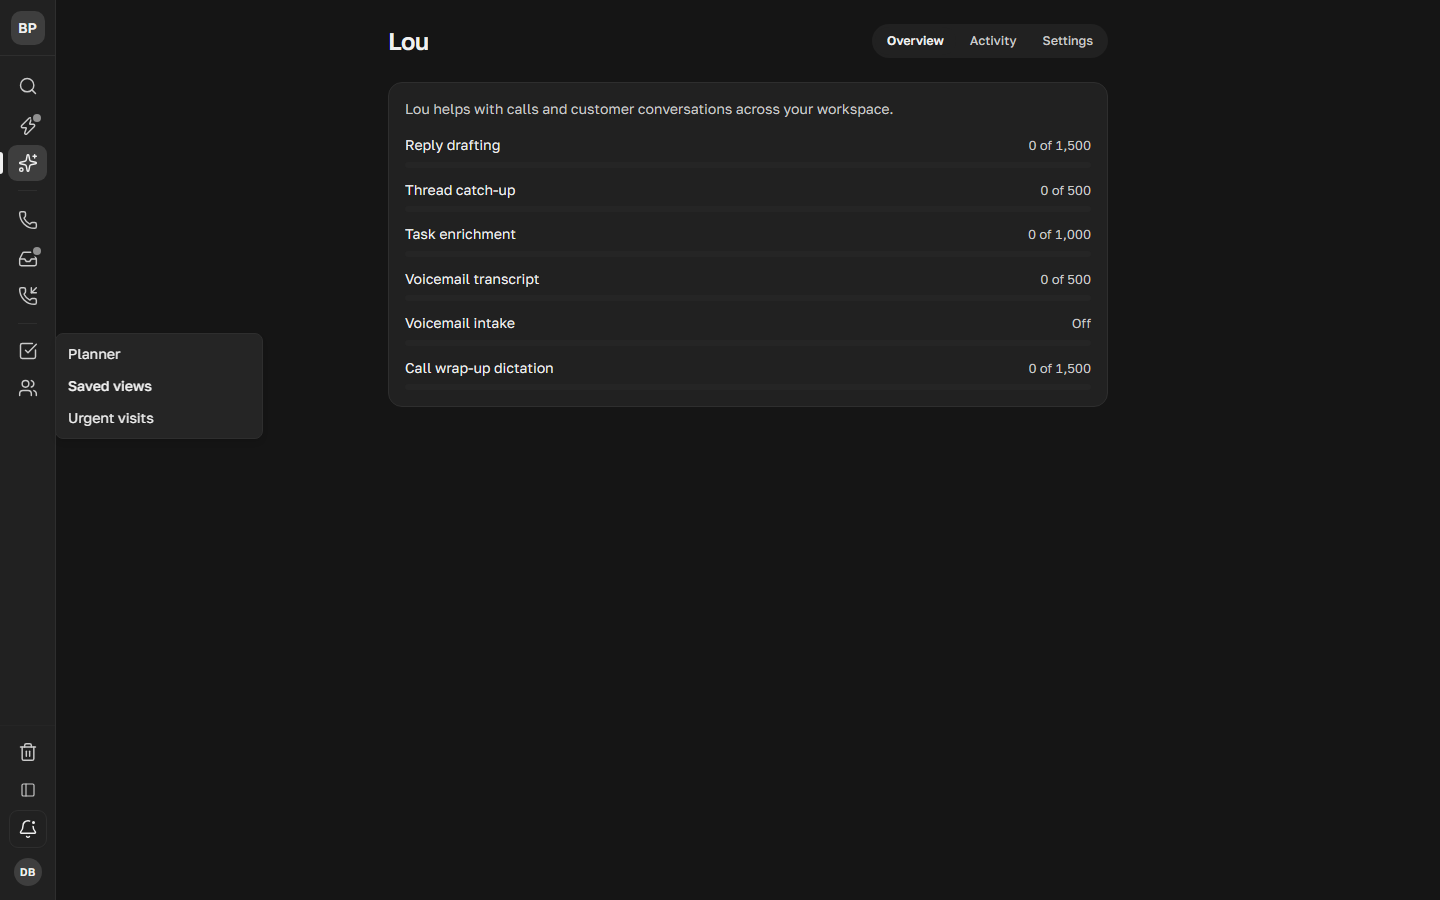 BP
Lou
Overview
Activity
Settings
Lou helps with calls and customer conversations across your workspace.
Reply drafting
0 of 1,500
Thread catch-up
0 of 500
Task enrichment
0 of 1,000
Voicemail transcript
0 of 500
Voicemail intake
Off
Call wrap-up dictation
0 of 1,500
Planner
Saved views
Urgent visits
DB